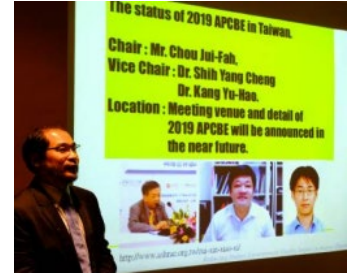 The status of 2019 APCBE in Taiwan.
Chair : Mr. Chou Jui-Fah,
Vice Chair : Dr. Shih Yang Cheng
Dr. Kang Yu-Hao.
Location : Meeting venue and detail of
2019 APCBE will be announced in
the near future.